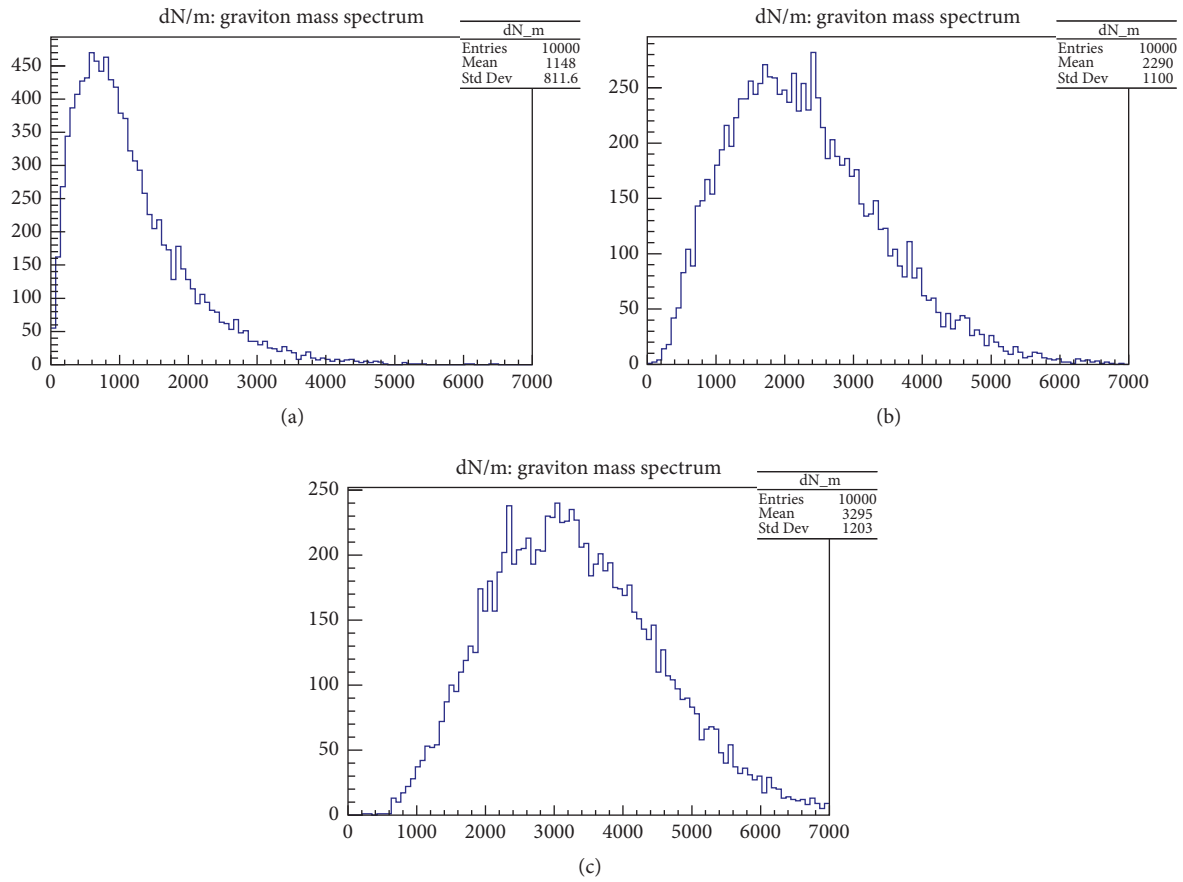 dN/m: graviton mass spectrum
dN_m
Entries 10000
Mean 1148
Std Dev 811.6
450
400
350
300
250
200
150
100
50
0
0 1000 2000 3000 4000 5000 6000 7000
(a)
dN/m: graviton mass spectrum
dN_m
Entries 10000
Mean 2290
Std Dev 1100
250
200
150
100
50
0
0 1000 2000 3000 4000 5000 6000 7000
(b)
dN/m: graviton mass spectrum
dN_m
Entries 10000
Mean 3295
Std Dev 1203
250
200
150
100
50
0
0 1000 2000 3000 4000 5000 6000 7000
(c)